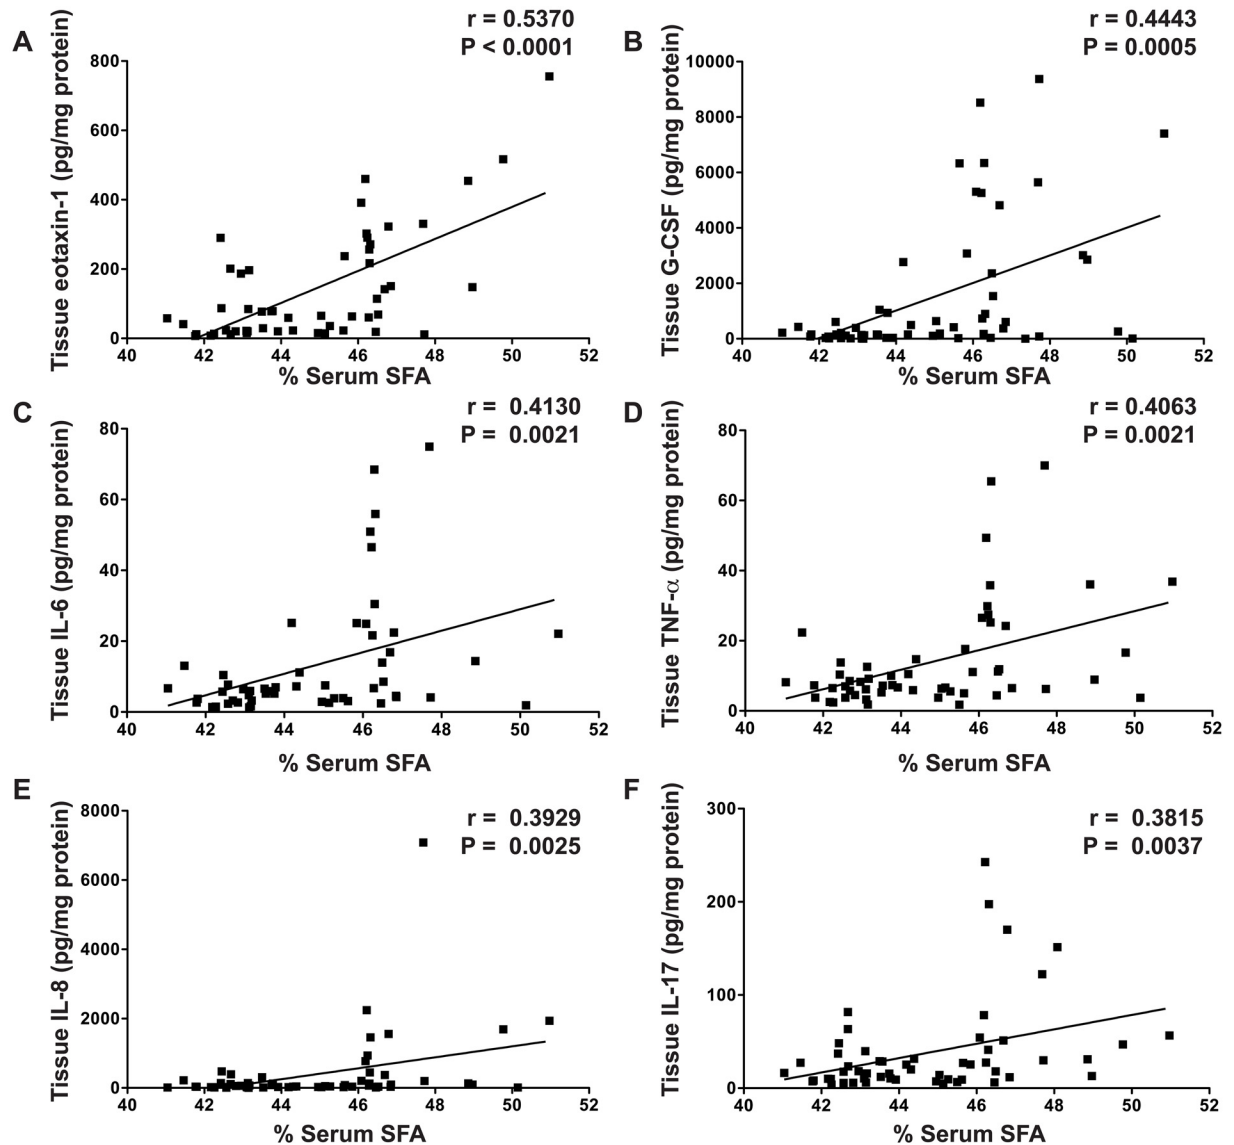 A
r = 0.5370
P < 0.0001
Tissue eotaxin-1 (pg/mg protein)
800
600
400
200
0
40 42 44 46 48 50 52
% Serum SFA
B
r = 0.4443
P = 0.0005
Tissue G-CSF (pg/mg protein)
10000
8000
6000
4000
2000
0
40 42 44 46 48 50 52
% Serum SFA
C
r = 0.4130
P = 0.0021
Tissue IL-6 (pg/mg protein)
80
60
40
20
0
40 42 44 46 48 50 52
% Serum SFA
D
r = 0.4063
P = 0.0021
Tissue TNF-α (pg/mg protein)
80
60
40
20
0
40 42 44 46 48 50 52
% Serum SFA
E
r = 0.3929
P = 0.0025
Tissue IL-8 (pg/mg protein)
8000
6000
4000
2000
0
40 42 44 46 48 50 52
% Serum SFA
F
r = 0.3815
P = 0.0037
Tissue IL-17 (pg/mg protein)
300
200
100
0
40 42 44 46 48 50 52
% Serum SFA